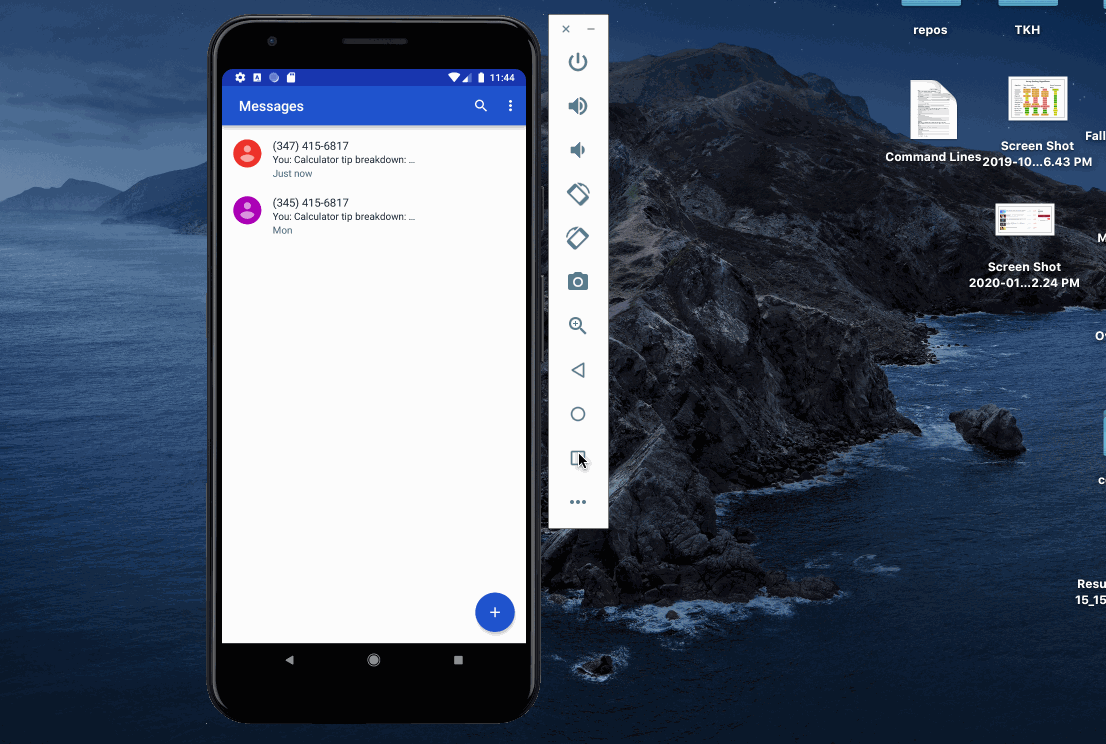 11:44
Messages
(347) 415-6817
You: Calculator tip breakdown: ...
Just now
(345) 415-6817
You: Calculator tip breakdown: ...
Mon
repos
TKH
Command Lines
Screen Shot
2019-10...6.43 PM
Fall
Screen Shot
2020-01...2.24 PM
M
O
c
Resu
15_15